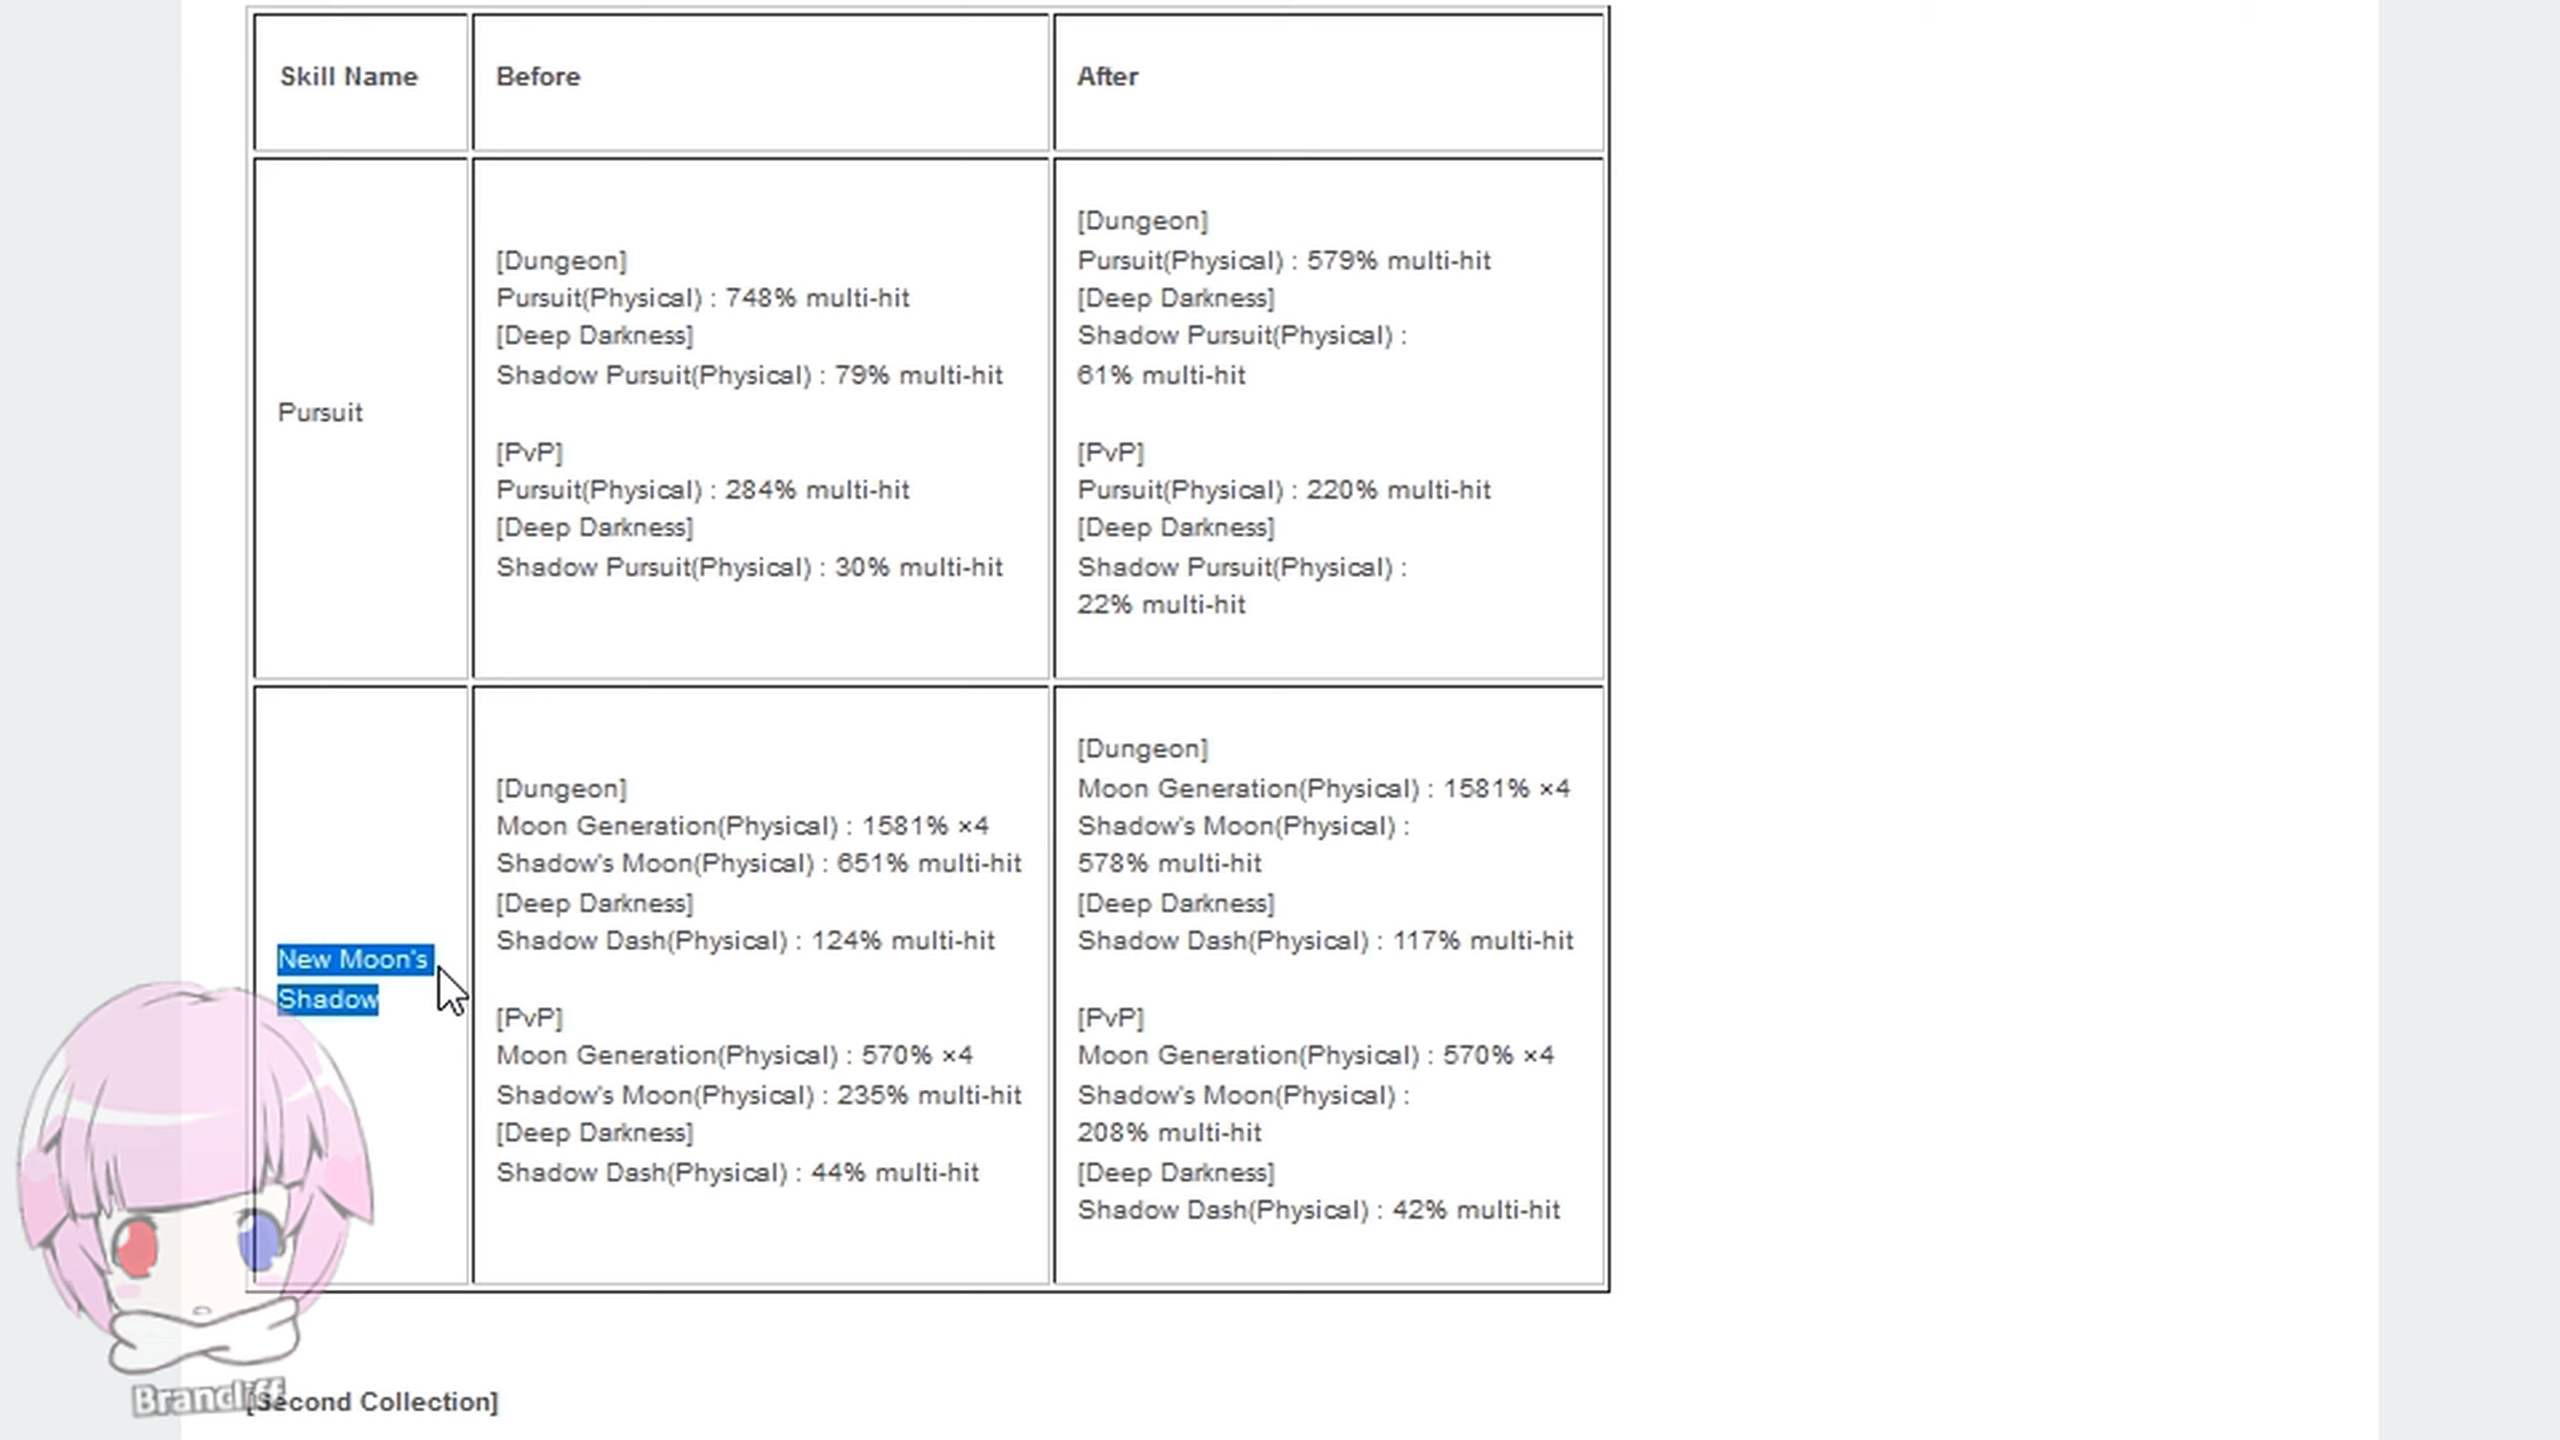 Skill Name
Before
After
Pursuit
[Dungeon]
Pursuit(Physical) : 748% multi-hit
[Deep Darkness]
Shadow Pursuit(Physical) : 79% multi-hit
[PvP]
Pursuit(Physical) : 284% multi-hit
[Deep Darkness]
Shadow Pursuit(Physical) : 30% multi-hit
[Dungeon]
Pursuit(Physical) : 579% multi-hit
[Deep Darkness]
Shadow Pursuit(Physical) :
61% multi-hit
[PvP]
Pursuit(Physical) : 220% multi-hit
[Deep Darkness]
Shadow Pursuit(Physical) :
22% multi-hit
New Moon's
Shadow
[Dungeon]
Moon Generation(Physical) : 1581% ×4
Shadow's Moon(Physical) : 651% multi-hit
[Deep Darkness]
Shadow Dash(Physical) : 124% multi-hit
[PvP]
Moon Generation(Physical) : 570% ×4
Shadow's Moon(Physical) : 235% multi-hit
[Deep Darkness]
Shadow Dash(Physical) : 44% multi-hit
[Dungeon]
Moon Generation(Physical) : 1581% ×4
Shadow's Moon(Physical) :
578% multi-hit
[Deep Darkness]
Shadow Dash(Physical) : 117% multi-hit
[PvP]
Moon Generation(Physical) : 570% ×4
Shadow's Moon(Physical) :
208% multi-hit
[Deep Darkness]
Shadow Dash(Physical) : 42% multi-hit
Brancliff
[Second Collection]